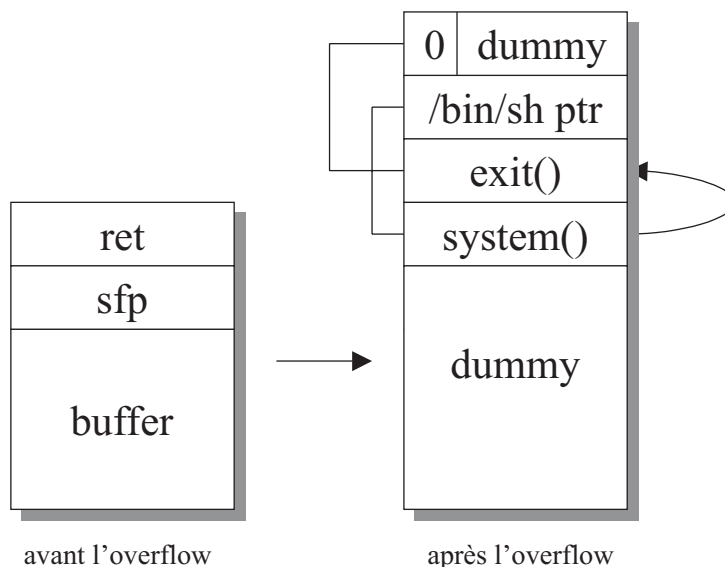 0 dummy
/bin/sh ptr
exit()
system()
dummy
ret
sfp
buffer
avant l’overflow
après l’overflow